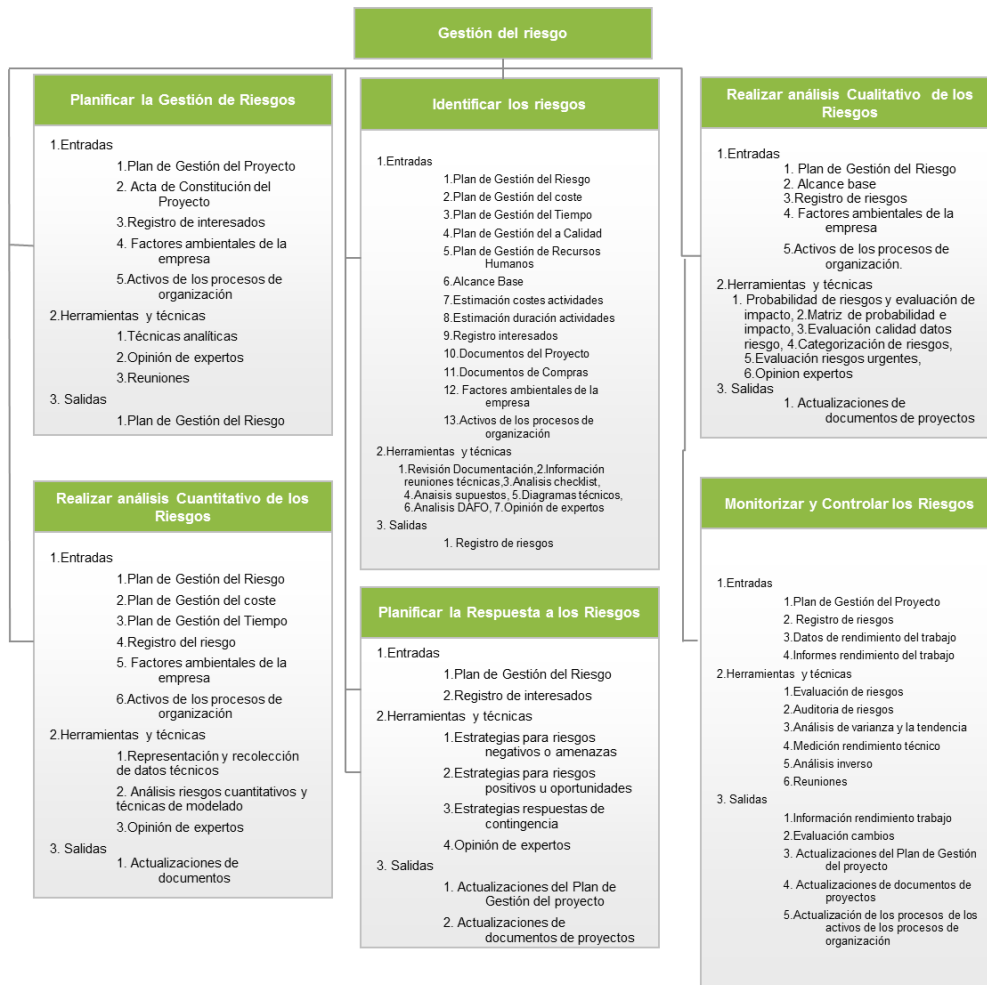 Gestión del riesgo
Planificar la Gestión de Riesgos
1.Entradas
1.Plan de Gestión del Proyecto
2. Acta de Constitución del
Proyecto
3.Registro de interesados
4. Factores ambientales de la
empresa
5.Activos de los procesos de
organización
2.Herramientas y técnicas
1.Técnicas analíticas
2.Opinión de expertos
3.Reuniones
3. Salidas
1.Plan de Gestión del Riesgo
Identificar los riesgos
1.Entradas
1.Plan de Gestión del Riesgo
2.Plan de Gestión del coste
3.Plan de Gestión del Tiempo
4.Plan de Gestión del a Calidad
5.Plan de Gestión de Recursos
Humanos
6.Alcance Base
7.Estimación costes actividades
8.Estimación duración actividades
9.Registro interesados
10.Documentos del Proyecto
11.Documentos de Compras
12. Factores ambientales de la
empresa
13.Activos de los procesos de
organización
2.Herramientas y técnicas
1.Revisión Documentación,2.Información
reuniones técnicas,3.Analisis checklist,
4.Anaisis supuestos, 5.Diagramas técnicos,
6.Analisis DAFO, 7.Opinión de expertos
3. Salidas
1. Registro de riesgos
Realizar análisis Cualitativo de los
Riesgos
1.Entradas
1. Plan de Gestión del Riesgo
2. Alcance base
3.Registro de riesgos
4. Factores ambientales de la
empresa
5.Activos de los procesos de
organización.
2.Herramientas y técnicas
1. Probabilidad de riesgos y evaluación de
impacto, 2.Matriz de probabilidad e
impacto, 3.Evaluación calidad datos
riesgo, 4.Categorización de riesgos,
5.Evaluación riesgos urgentes,
6.Opinion expertos
3. Salidas
1. Actualizaciones de
documentos de proyectos
Realizar análisis Cuantitativo de los
Riesgos
1.Entradas
1.Plan de Gestión del Riesgo
2.Plan de Gestión del coste
3.Plan de Gestión del Tiempo
4.Registro del riesgo
5. Factores ambientales de la
empresa
6.Activos de los procesos de
organización
2.Herramientas y técnicas
1.Representación y recolección
de datos técnicos
2. Análisis riesgos cuantitativos y
técnicas de modelado
3.Opinión de expertos
3. Salidas
1. Actualizaciones de
documentos
Planificar la Respuesta a los Riesgos
1.Entradas
1.Plan de Gestión del Riesgo
2.Registro de interesados
2.Herramientas y técnicas
1.Estrategias para riesgos
negativos o amenazas
2.Estrategias para riesgos
positivos u oportunidades
3.Estrategias respuestas de
contingencia
4.Opinión de expertos
3. Salidas
1. Actualizaciones del Plan de
Gestión del proyecto
2. Actualizaciones de
documentos de proyectos
Monitorizar y Controlar los Riesgos
1.Entradas
1.Plan de Gestión del Proyecto
2. Registro de riesgos
3.Datos de rendimiento del trabajo
4.Informes rendimiento del trabajo
2.Herramientas y técnicas
1.Evaluación de riesgos
2.Auditoria de riesgos
3.Análisis de varianza y la tendencia
4.Medición rendimiento técnico
5.Análisis inverso
6.Reuniones
3. Salidas
1.Información rendimiento trabajo
2.Evaluación cambios
3. Actualizaciones del Plan de Gestión
del proyecto
4. Actualizaciones de documentos de
proyectos
5.Actualización de los procesos de los
activos de los procesos de
organización